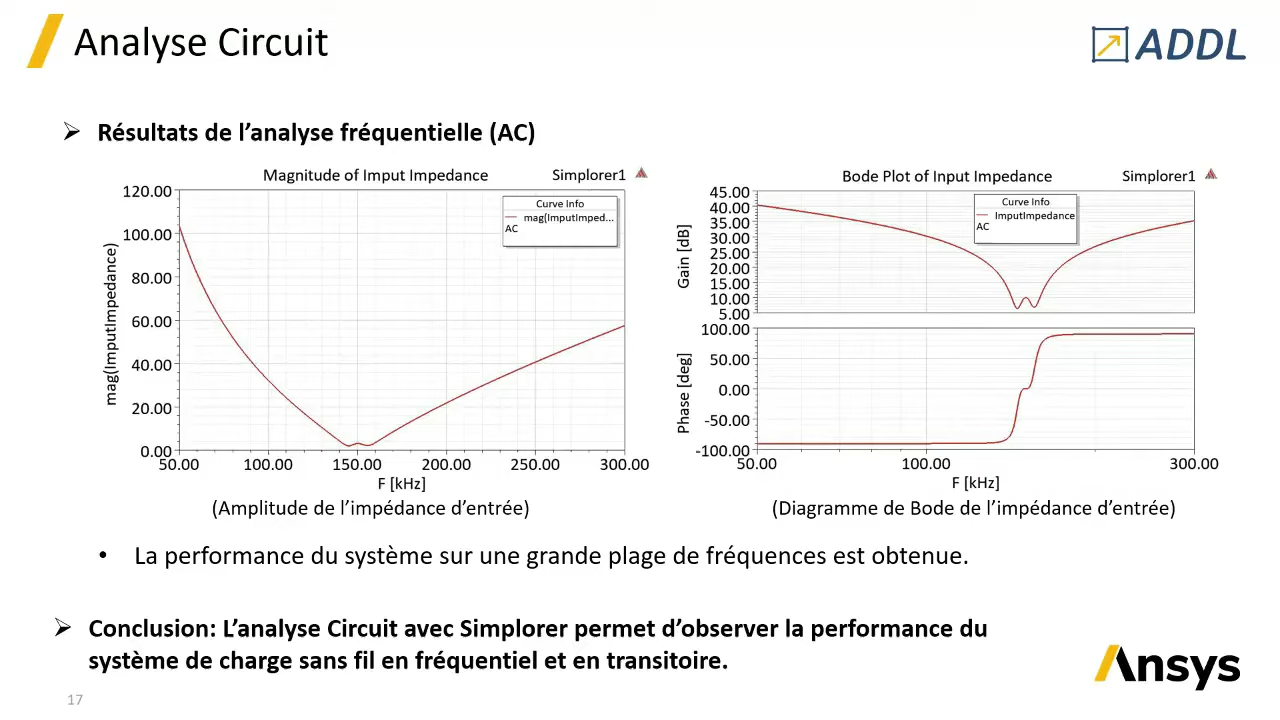 Analyse Circuit
ADDL
➢ Résultats de l’analyse fréquentielle (AC)
Magnitude of Imput Impedance
Simplorer1
Curve Info
mag(ImputImped...
AC
mag(ImputImpedance)
120.00
100.00
80.00
60.00
40.00
20.00
0.00
50.00 100.00 150.00 200.00 250.00 300.00
F [kHz]
(Amplitude de l’impédance d’entrée)
Bode Plot of Input Impedance
Simplorer1
Curve Info
ImputImpedance
AC
Gain [dB]
45.00
40.00
35.00
30.00
25.00
20.00
15.00
10.00
5.00
Phase [deg]
100.00
50.00
0.00
-50.00
-100.00
50.00 100.00 300.00
F [kHz]
(Diagramme de Bode de l’impédance d’entrée)
• La performance du système sur une grande plage de fréquences est obtenue.
➢ Conclusion: L’analyse Circuit avec Simplorer permet d’observer la performance du
système de charge sans fil en fréquentiel et en transitoire.
Ansys
17